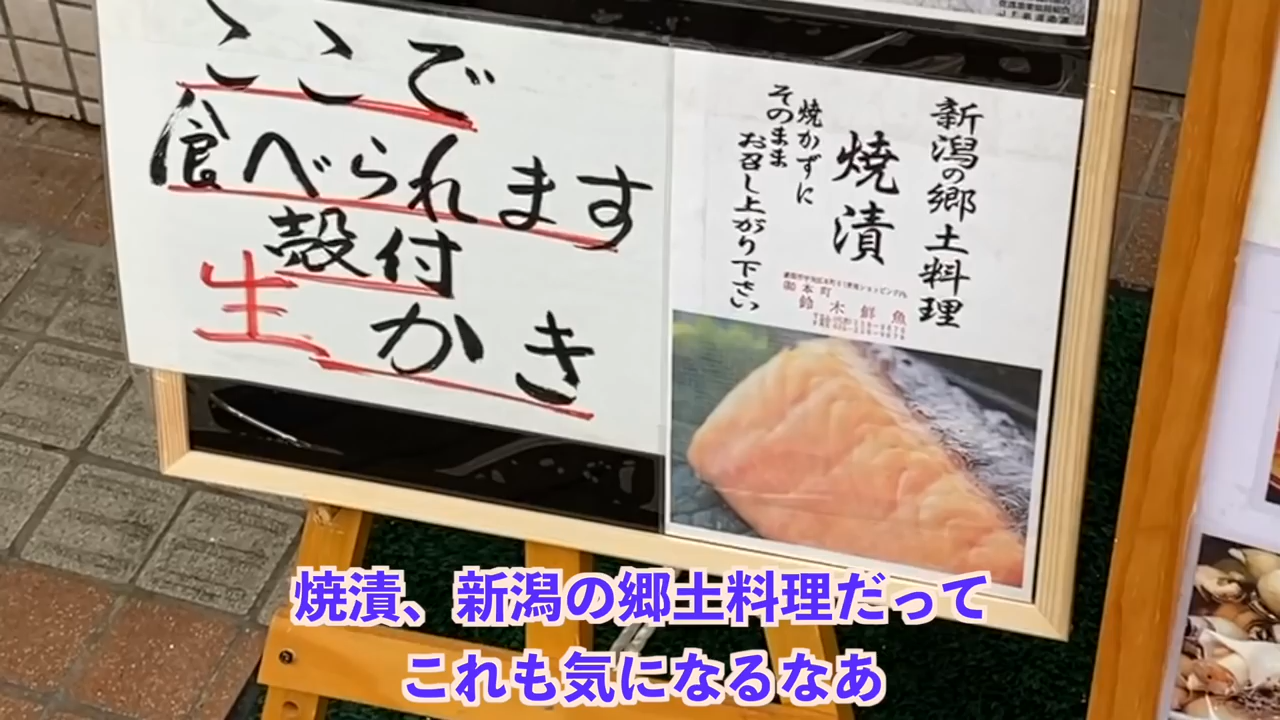 ここで
食べられます
殻付
生かき
新潟の郷土料理
焼漬
焼かずに
そのまま
お召し上がり下さい
㈱本町
鈴木鮮魚
焼漬、新潟の郷土料理だって
これも気になるなあ